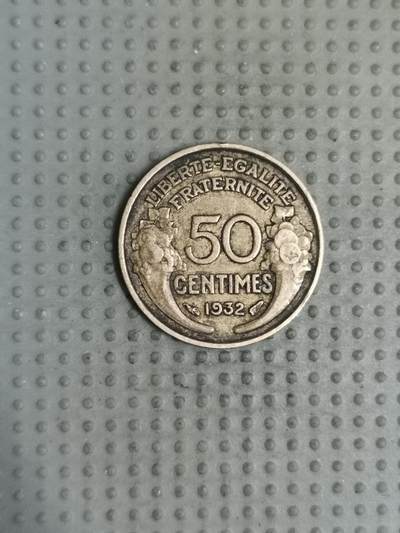 LIBERTE-EGALITE
FRATERNITE
50
CENTIMES
1932